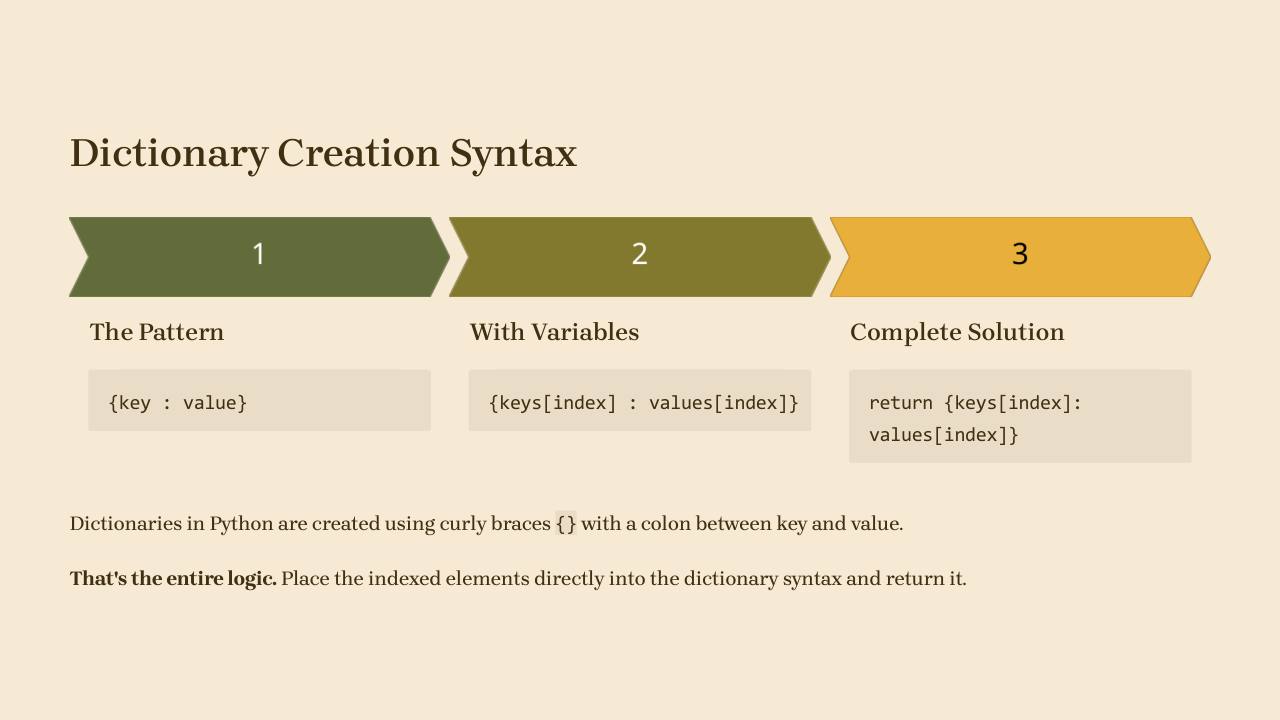 Dictionary Creation Syntax
1
2
3
The Pattern
With Variables
Complete Solution
{key : value}
{keys[index] : values[index]}
return {keys[index]:
values[index]}
Dictionaries in Python are created using curly braces {} with a colon between key and value.
That's the entire logic. Place the indexed elements directly into the dictionary syntax and return it.